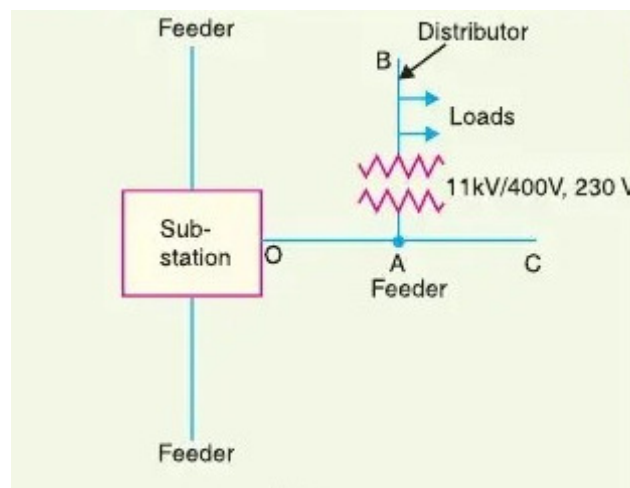 Feeder
Distributor
B
Loads
11kV/400V, 230 V
Sub-
station
O
A
C
Feeder
Feeder